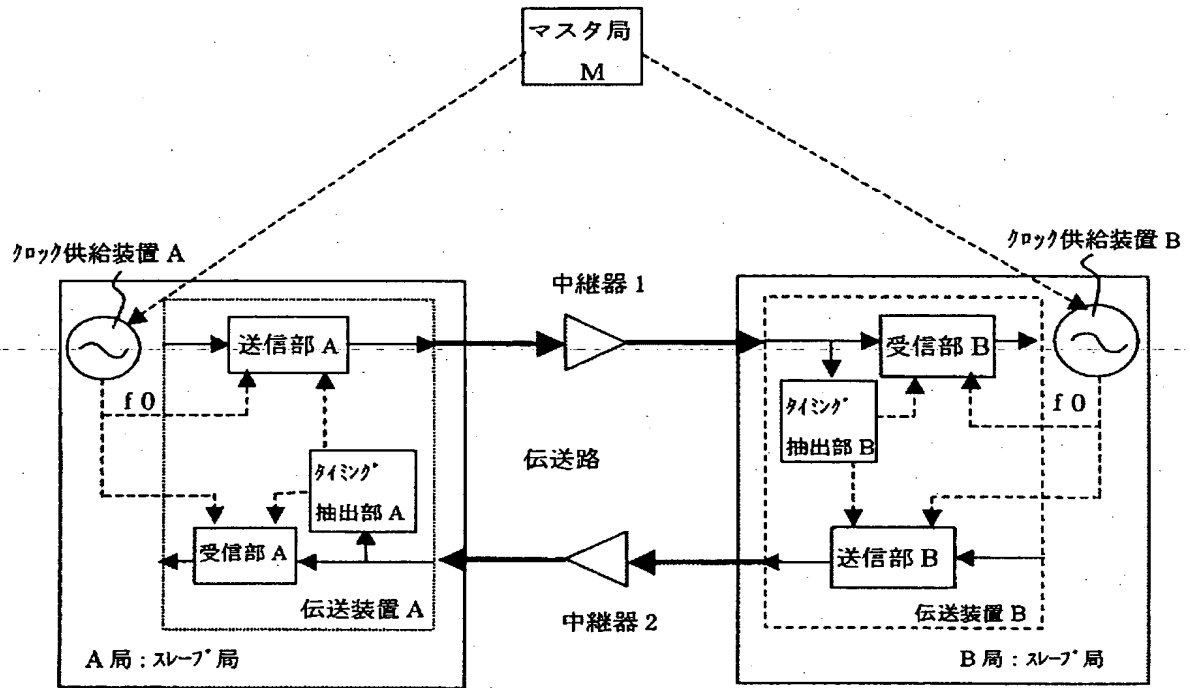 マスタ局
M
クロック供給装置 A
クロック供給装置 B
中継器 1
送信部 A
受信部 B
f 0
f 0
タイミング
抽出部 B
伝送路
タイミング
抽出部 A
受信部 A
送信部 B
伝送装置 A
伝送装置 B
中継器 2
A 局 : スレーブ 局
B 局 : スレーブ 局